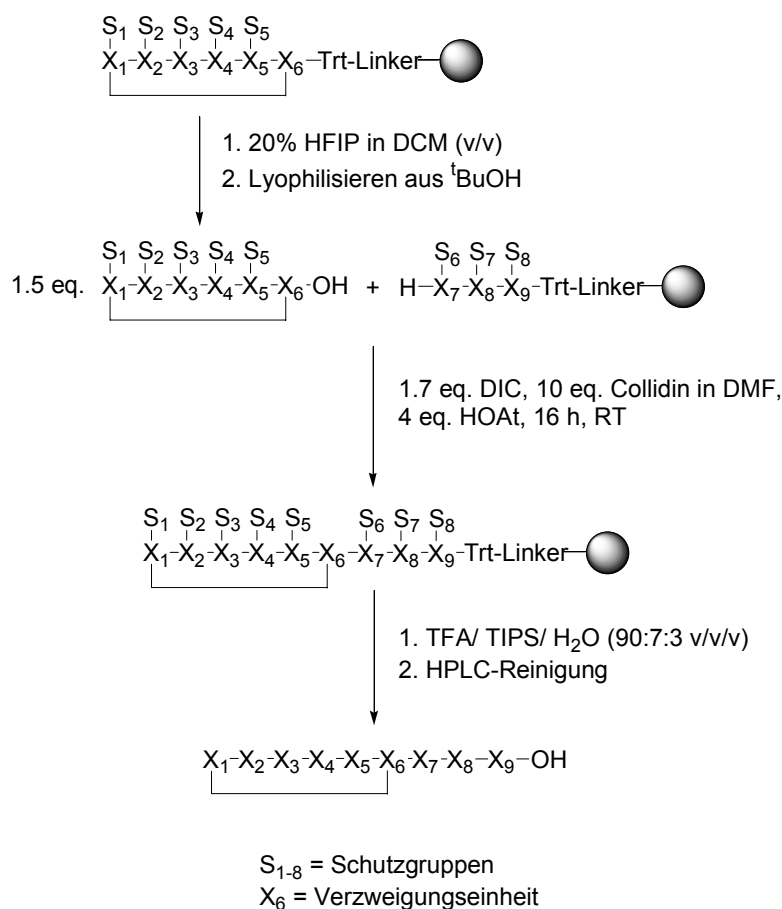 S₁ S₂ S₃ S₄ S₅
X₁-X₂-X₃-X₄-X₅-X₆-Trt-Linker
1. 20% HFIP in DCM (v/v)
2. Lyophilisieren aus ᵗBuOH
S₁ S₂ S₃ S₄ S₅ S₆ S₇ S₈
1.5 eq. X₁-X₂-X₃-X₄-X₅-X₆-OH + H-X₇-X₈-X₉-Trt-Linker
1.7 eq. DIC, 10 eq. Collidin in DMF,
4 eq. HOAt, 16 h, RT
S₁ S₂ S₃ S₄ S₅ S₆ S₇ S₈
X₁-X₂-X₃-X₄-X₅-X₆-X₇-X₈-X₉-Trt-Linker
1. TFA/ TIPS/ H₂O (90:7:3 v/v/v)
2. HPLC-Reinigung
X₁-X₂-X₃-X₄-X₅-X₆-X₇-X₈-X₉-OH
S₁₋₈ = Schutzgruppen
X₆ = Verzweigungseinheit